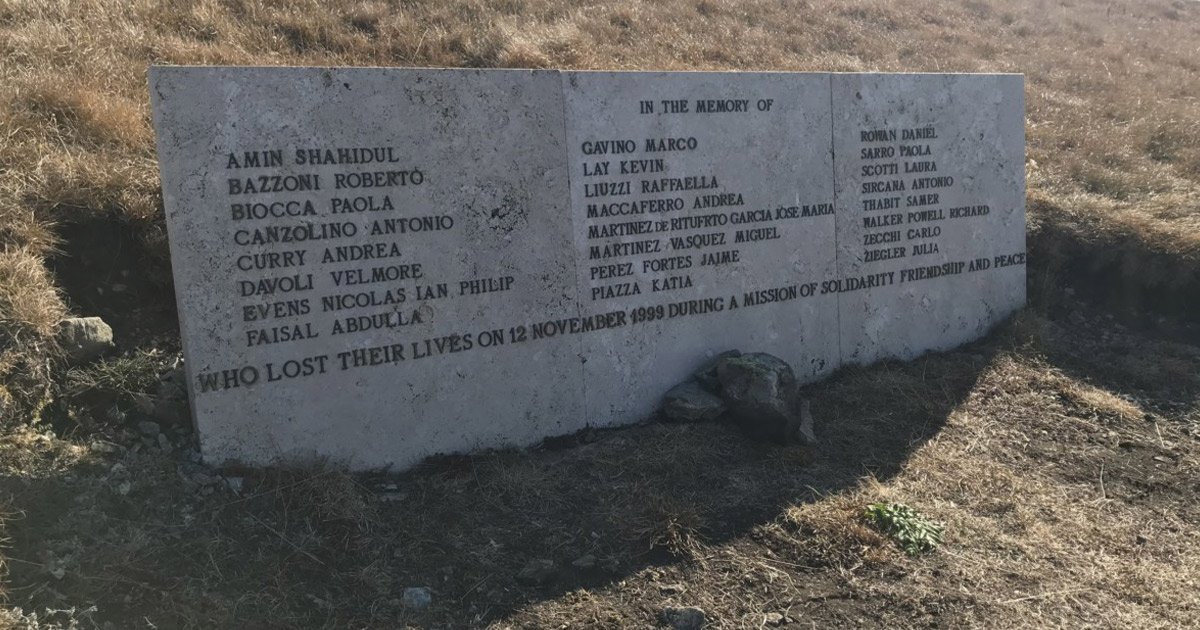 IN THE MEMORY OF
AMIN SHAHIDUL
BAZZONI ROBERTO
BIOCCA PAOLA
CANZOLINO ANTONIO
CURRY ANDREA
DAVOLI VELMORE
EVENS NICOLAS IAN PHILIP
FAISAL ABDULLA
GAVINO MARCO
LAY KEVIN
LIUZZI RAFFAELLA
MACCAFERRO ANDREA
MARTINEZ DE RITUFRTO GARCIA JOSE MARIA
MARTINEZ VASQUEZ MIGUEL
PEREZ FORTES JAIME
PIAZZA KATIA
ROWAN DANIEL
SARRO PAOLA
SCOTTI LAURA
SIRCANA ANTONIO
THABIT SAMER
WALKER POWELL RICHARD
ZECCHI CARLO
ZIEGLER JULIA
WHO LOST THEIR LIVES ON 12 NOVEMBER 1999 DURING A MISSION OF SOLIDARITY FRIENDSHIP AND PEACE